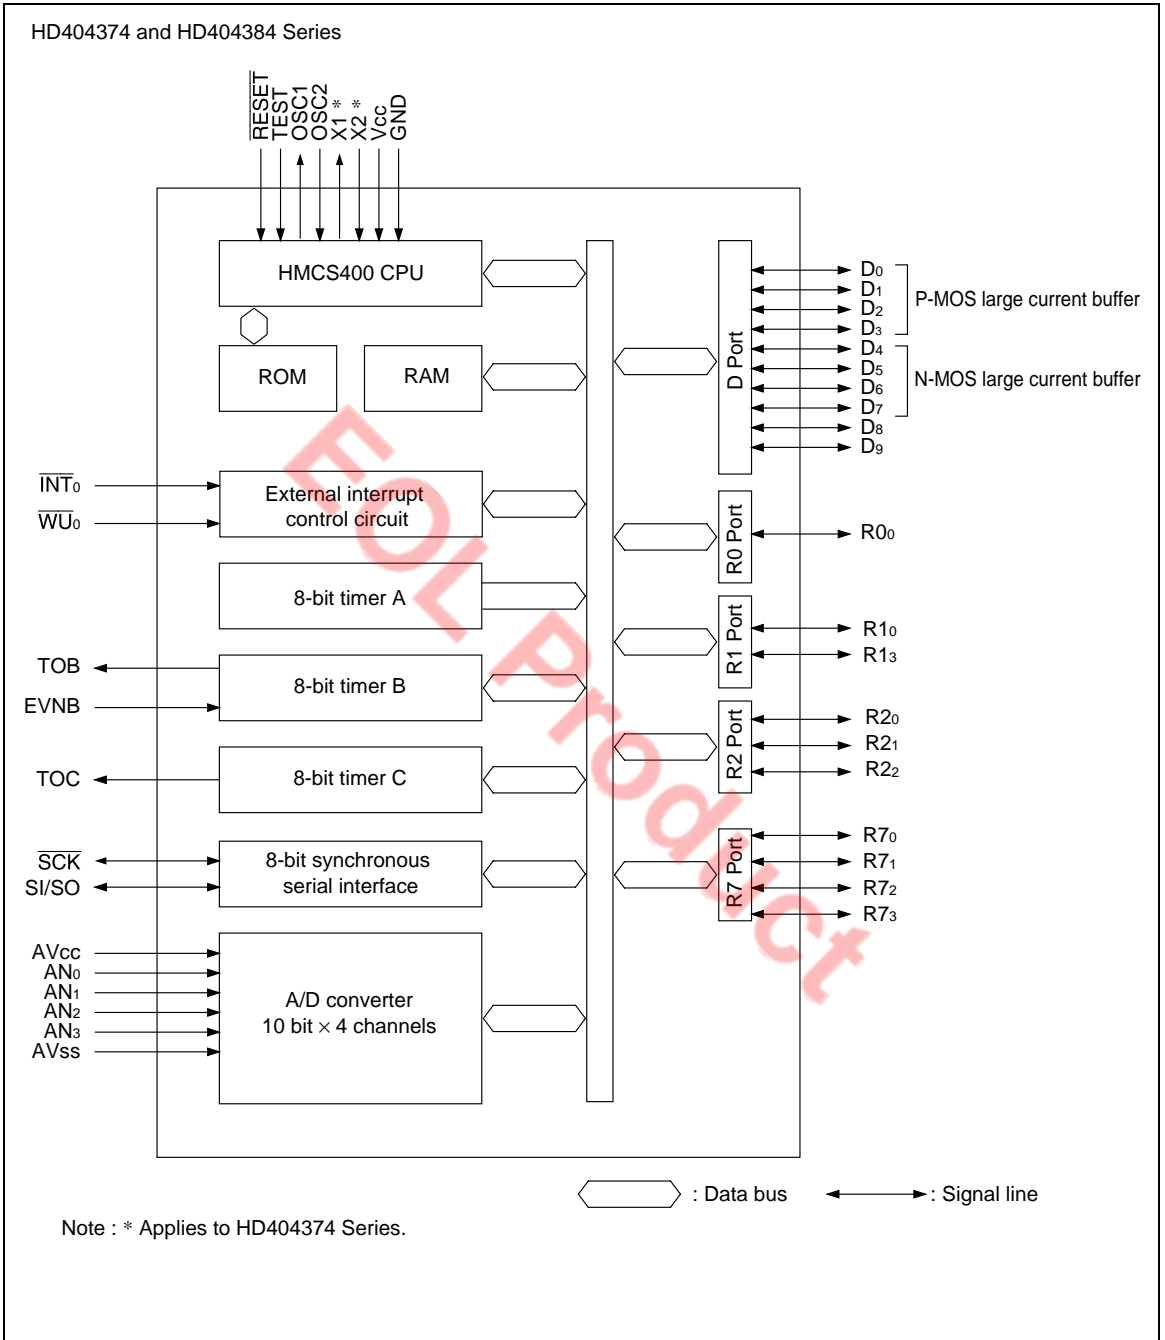 HD404374 and HD404384 Series
RESET
TEST
OSC1
OSC2
X1 *
X2 *
Vcc
GND
HMCS400 CPU
ROM
RAM
INT0
WU0
External interrupt
control circuit
8-bit timer A
TOB
EVNB
8-bit timer B
TOC
8-bit timer C
SCK
SI/SO
8-bit synchronous
serial interface
AVcc
AN0
AN1
AN2
AN3
AVss
A/D converter
10 bit × 4 channels
D Port
D0
D1
D2
D3
D4
D5
D6
D7
D8
D9
P-MOS large current buffer
N-MOS large current buffer
R0 Port
R00
R1 Port
R10
R13
R2 Port
R20
R21
R22
R7 Port
R70
R71
R72
R73
EOL Product
: Data bus
: Signal line
Note : * Applies to HD404374 Series.